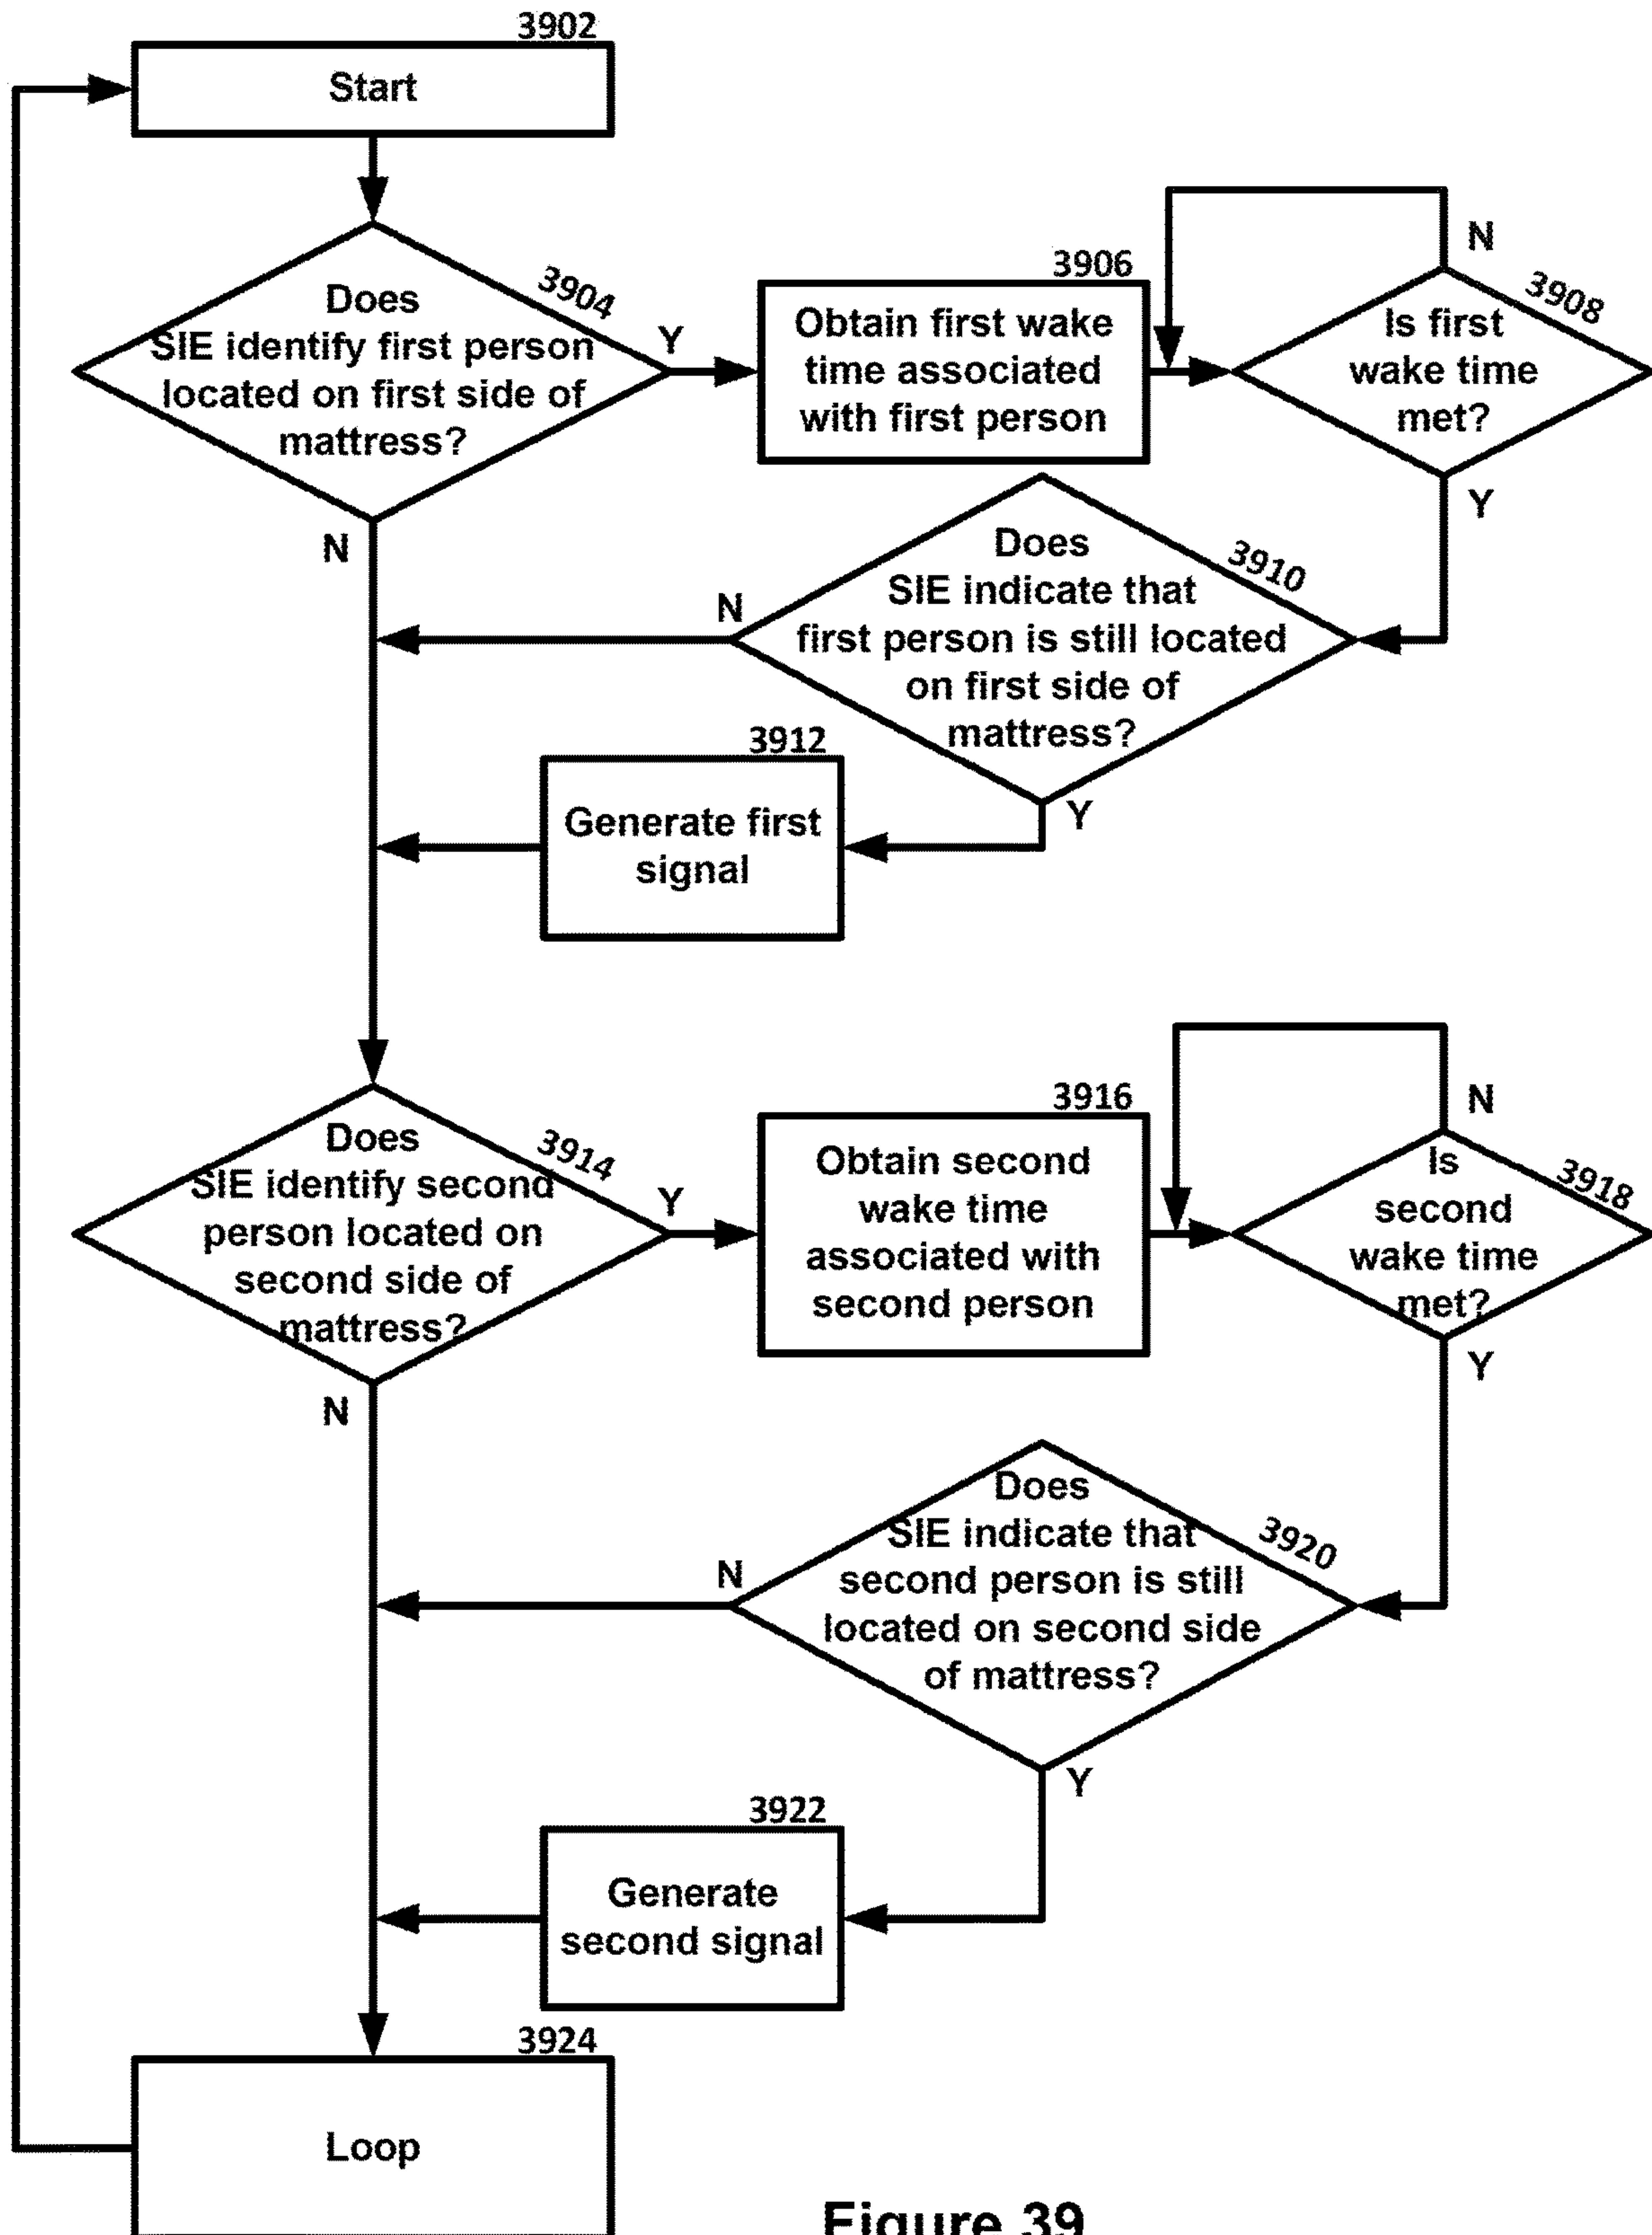 3902
Start
Does
SIE identify first person
located on first side of
mattress?
3904
Y
N
3906
Obtain first wake
time associated
with first person
N
3908
Is first
wake time
met?
Y
Does
SIE indicate that
first person is still located
on first side of
mattress?
3910
N
Y
3912
Generate first
signal
Does
SIE identify second
person located on
second side of
mattress?
3914
Y
N
3916
Obtain second
wake time
associated with
second person
N
3918
Is
second
wake time
met?
Y
Does
SIE indicate that
second person is still
located on second side
of mattress?
3920
N
Y
3922
Generate
second signal
3924
Loop
Figure 39